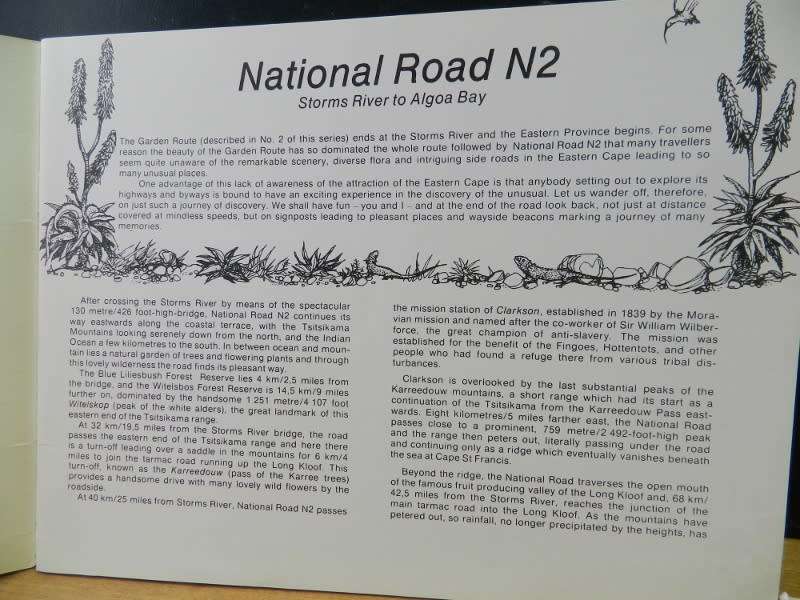 National Road N2
Storms River to Algoa Bay
The Garden Route (described in No. 2 of this series) ends at the Storms River and the Eastern Province begins. For some
reason the beauty of the Garden Route has so dominated the whole route followed by National Road N2 that many travellers
seem quite unaware of the remarkable scenery, diverse flora and intriguing side roads in the Eastern Cape leading to so
many unusual places.
One advantage of this lack of awareness of the attraction of the Eastern Cape is that anybody setting out to explore its
highways and byways is bound to have an exciting experience in the discovery of the unusual. Let us wander off, therefore,
on just such a journey of discovery. We shall have fun – you and I – and at the end of the road look back, not just at distance
covered at mindless speeds, but on signposts leading to pleasant places and wayside beacons marking a journey of many
memories.
After crossing the Storms River by means of the spectacular
130 metre/426 foot-high-bridge, National Road N2 continues its
way eastwards along the coastal terrace, with the Tsitsikama
Mountains looking serenely down from the north, and the Indian
Ocean a few kilometres to the south. In between ocean and moun-
tain lies a natural garden of trees and flowering plants and through
this lovely wilderness the road finds its pleasant way.
The Blue Liliesbush Forest Reserve lies 4 km/2,5 miles from
the bridge, and the Witelsbos Forest Reserve is 14,5 km/9 miles
further on, dominated by the handsome 1 251 metre/4 107 foot
Witelskop (peak of the white alders), the great landmark of this
eastern end of the Tsitsikama range.
At 32 km/19,5 miles from the Storms River bridge, the road
passes the eastern end of the Tsitsikama range and here there
is a turn-off leading over a saddle in the mountains for 6 km/4
miles to join the tarmac road running up the Long Kloof. This
turn-off, known as the Karreedouw (pass of the Karree trees)
provides a handsome drive with many lovely wild flowers by the
roadside.
At 40 km/25 miles from Storms River, National Road N2 passes
the mission station of Clarkson, established in 1839 by the Mora-
vian mission and named after the co-worker of Sir William Wilber-
force, the great champion of anti-slavery. The mission was
established for the benefit of the Fingoes, Hottentots, and other
people who had found a refuge there from various tribal dis-
turbances.
Clarkson is overlooked by the last substantial peaks of the
Karreedouw mountains, a short range which had its start as a
continuation of the Tsitsikama from the Karreedouw Pass east-
wards. Eight kilometres/5 miles farther east, the National Road
passes close to a prominent, 759 metre/2 492-foot-high peak
and the range then peters out, literally passing under the road
and continuing only as a ridge which eventually vanishes beneath
the sea at Cape St Francis.
Beyond the ridge, the National Road traverses the open mouth
of the famous fruit producing valley of the Long Kloof and, 68 km/
42,5 miles from the Storms River, reaches the junction of the
main tarmac road into the Long Kloof. As the mountains have
petered out, so rainfall, no longer precipitated by the heights, has